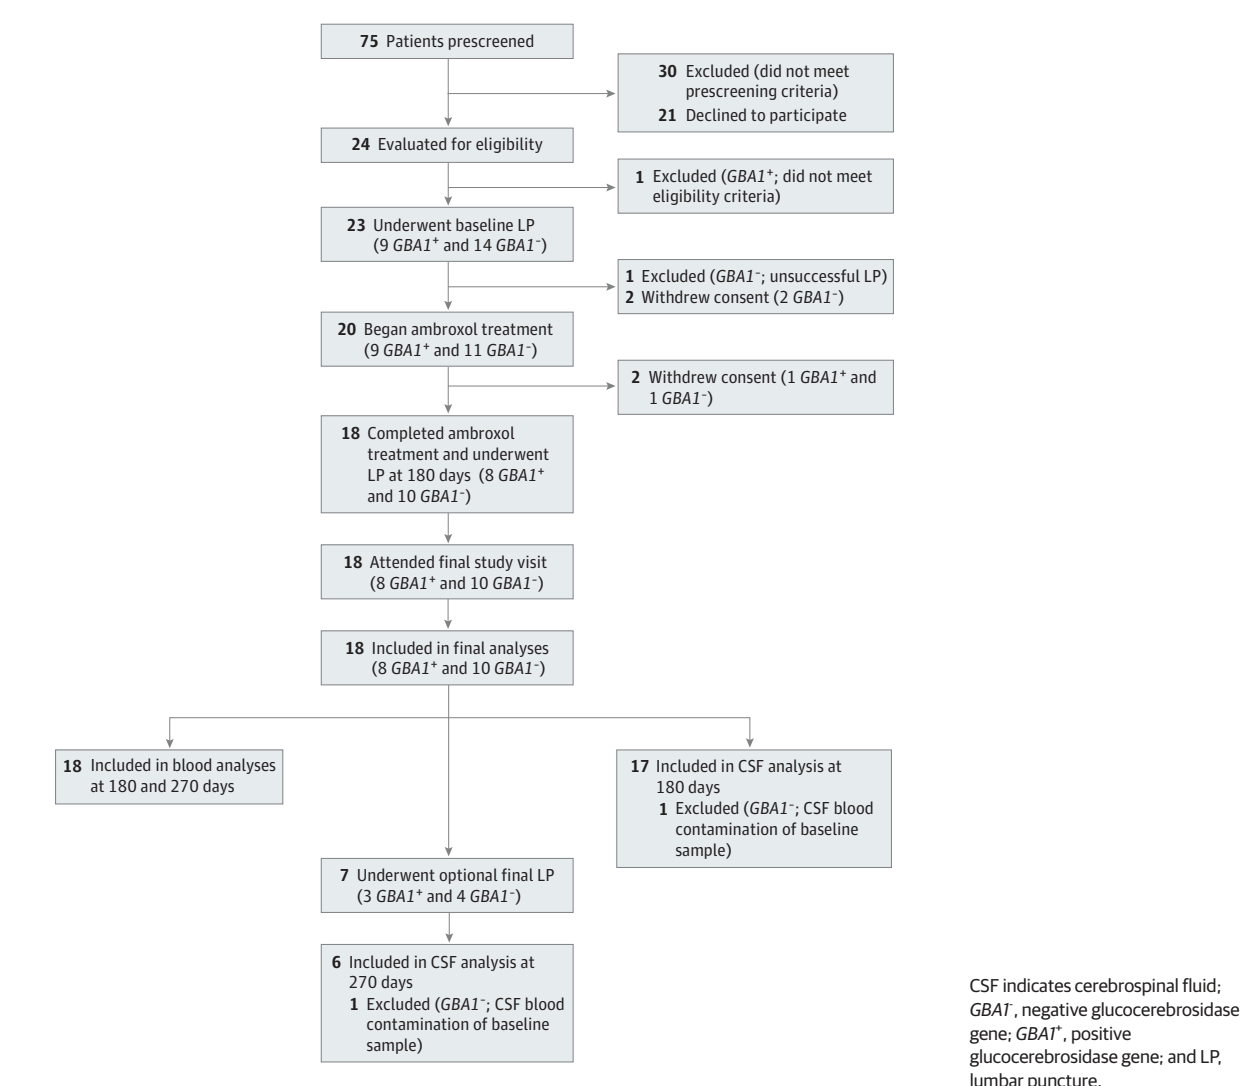 75 Patients prescreened
30 Excluded (did not meet
prescreening criteria)
21 Declined to participate
24 Evaluated for eligibility
1 Excluded (GBA1+; did not meet
eligibility criteria)
23 Underwent baseline LP
(9 GBA1+ and 14 GBA1-)
1 Excluded (GBA1-; unsuccessful LP)
2 Withdrew consent (2 GBA1-)
20 Began ambroxol treatment
(9 GBA1+ and 11 GBA1-)
2 Withdrew consent (1 GBA1+ and
1 GBA1-)
18 Completed ambroxol
treatment and underwent
LP at 180 days (8 GBA1+
and 10 GBA1-)
18 Attended final study visit
(8 GBA1+ and 10 GBA1-)
18 Included in final analyses
(8 GBA1+ and 10 GBA1-)
18 Included in blood analyses
at 180 and 270 days
17 Included in CSF analysis at
180 days
1 Excluded (GBA1-; CSF blood
contamination of baseline
sample)
7 Underwent optional final LP
(3 GBA1+ and 4 GBA1-)
6 Included in CSF analysis at
270 days
1 Excluded (GBA1-; CSF blood
contamination of baseline
sample)
CSF indicates cerebrospinal fluid;
GBA1-, negative glucocerebrosidase
gene; GBA1+, positive
glucocerebrosidase gene; and LP,
lumbar puncture.